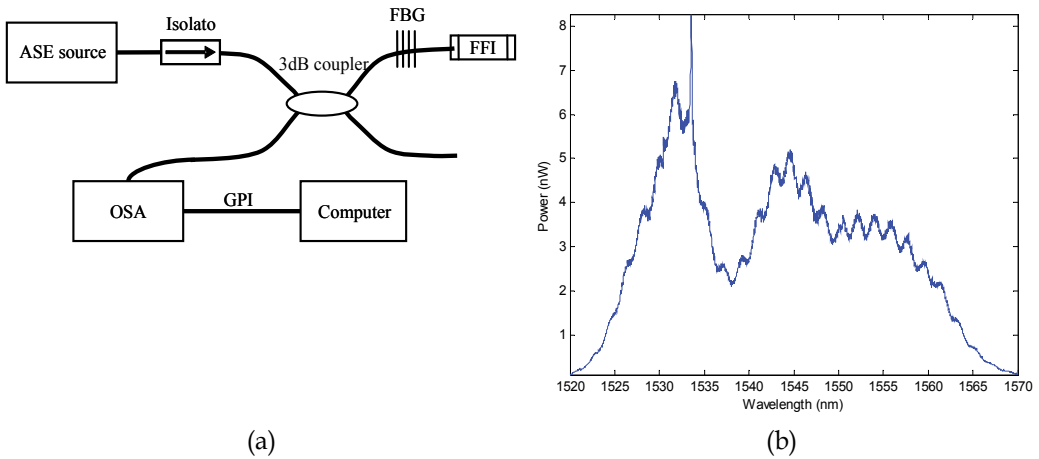 ASE source
Isolato
3dB coupler
FBG
FFI
OSA
GPI
Computer
(a)
Power (nW)
8
7
6
5
4
3
2
1
1520 1525 1530 1535 1540 1545 1550 1555 1560 1565 1570
Wavelength (nm)
(b)